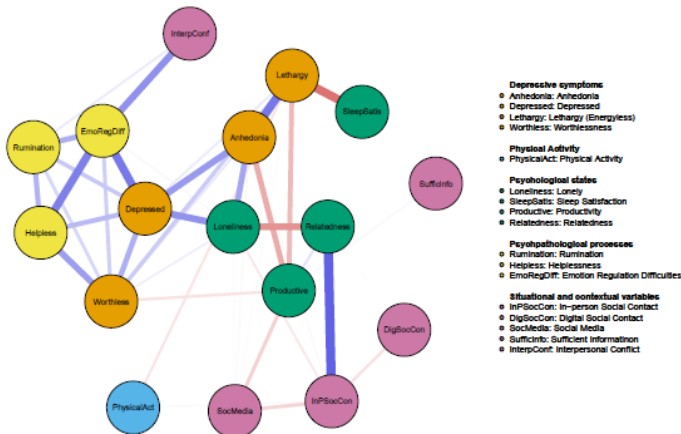 InterpConf
Lethargy
SleepSatis
EmoRegDiff
Anhedonia
Rumination
SufficInfo
Depressed
Helpless
Loneliness
Relatedness
Worthless
Productive
DigSocCon
PhysicalAct
SocMedia
InPSocCon
Depressive symptoms
Anhedonia: Anhedonia
Depressed: Depressed
Lethargy: Lethargy (Energyless)
Worthless: Worthlessness
Physical Activity
PhysicalAct: Physical Activity
Psychological states
Loneliness: Lonely
SleepSatis: Sleep Satisfaction
Productive: Productivity
Relatedness: Relatedness
Psyhpathological processes
Rumination: Rumination
Helpless: Helplessness
EmoRegDiff: Emotion Regulation Difficulties
Situational and contextual variables
InPSocCon: In-person Social Contact
DigSocCon: Digital Social Contact
SocMedia: Social Media
SufficInfo: Sufficient Informatinon
InterpConf: Interpersonal Conflict